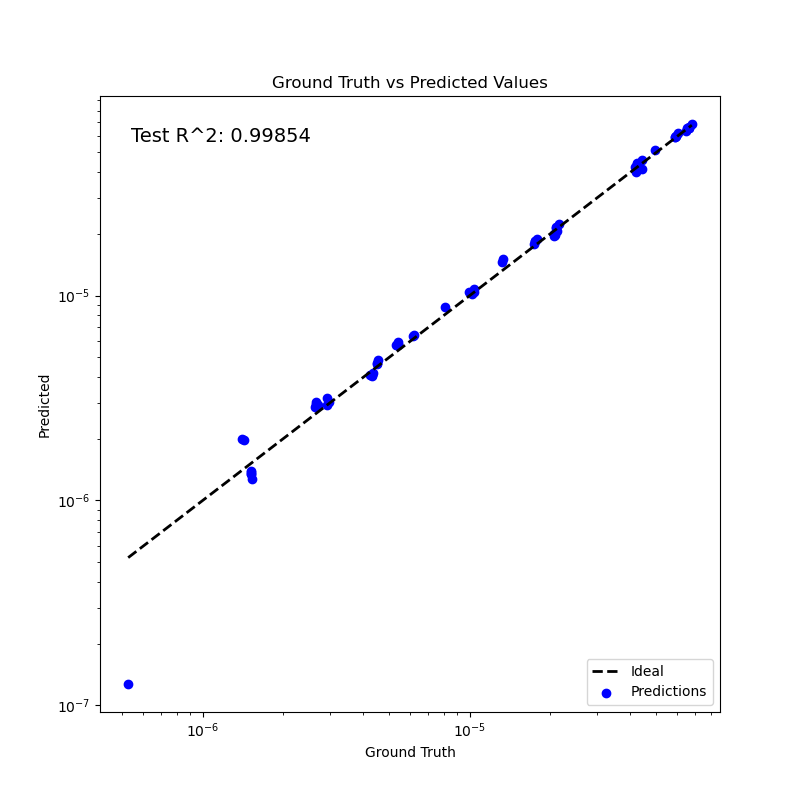 Ground Truth vs Predicted Values
Test R^2: 0.99854
Predicted
10⁻⁵
10⁻⁶
10⁻⁷
Ideal
Predictions
10⁻⁶
10⁻⁵
Ground Truth